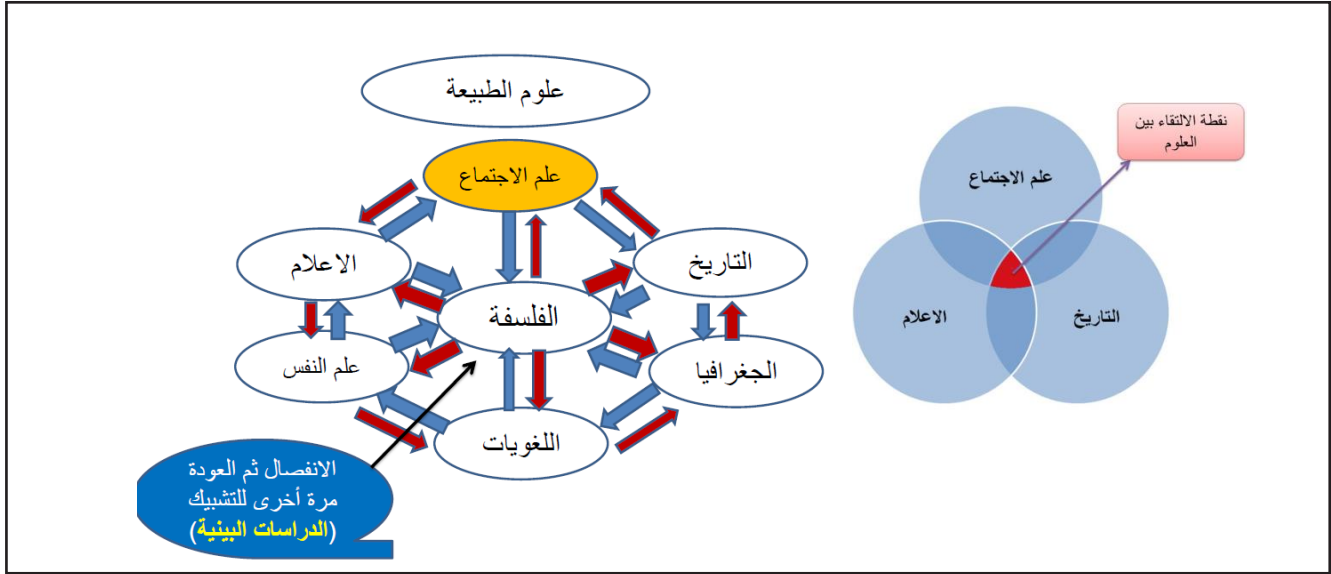 علوم الطبيعة
علم الاجتماع
الاعلام
التاريخ
الفلسفة
علم النفس
الجغرافيا
اللغويات
الانفصال ثم العودة
مرة أخرى للتشبيك
(الدراسات البينية)
نقطة الالتقاء بين
العلوم
علم الاجتماع
الاعلام
التاريخ